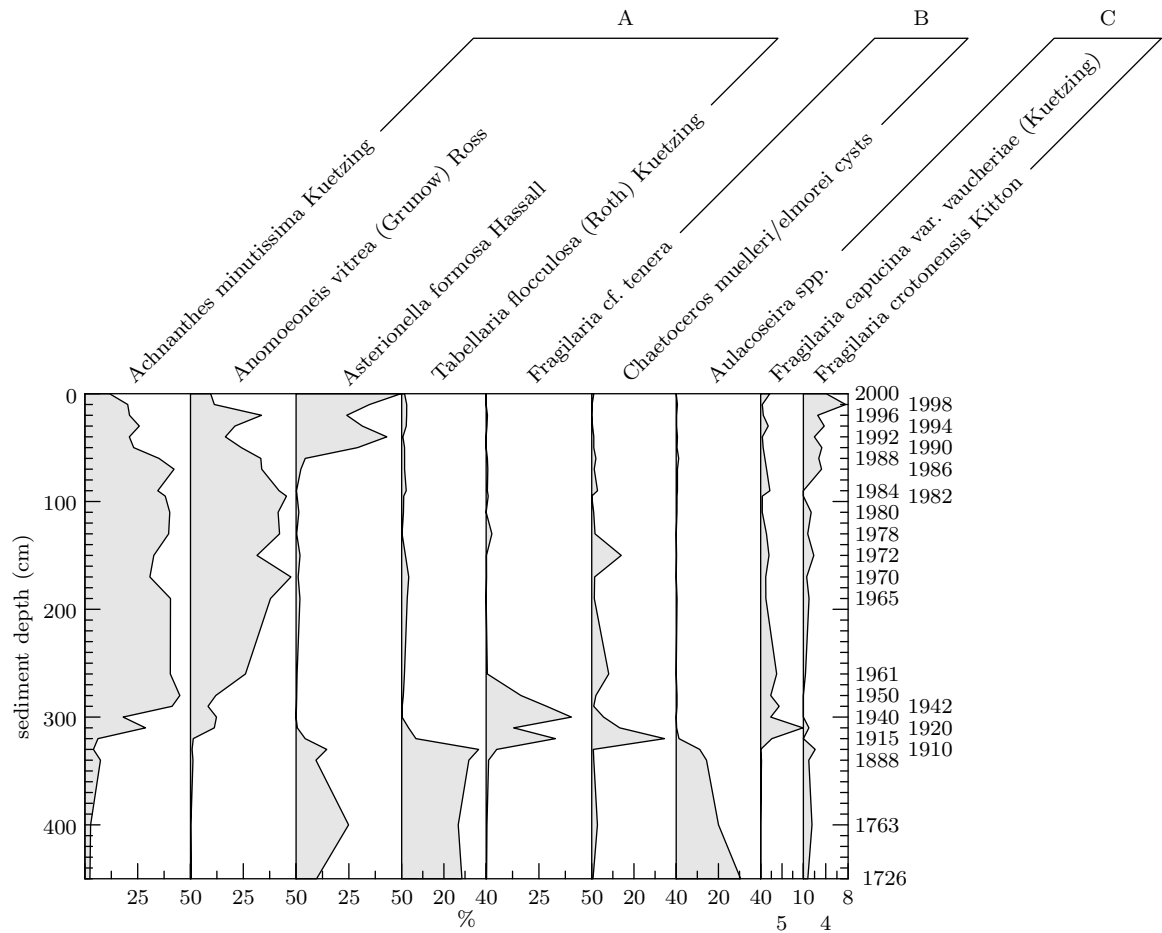 A B C
Achnanthes minutissima Kuetzing
Anomoeoneis vitrea (Grunow) Ross
Asterionella formosa Hassall
Tabellaria flocculosa (Roth) Kuetzing
Fragilaria cf. tenera
Chaetoceros muelleri/elmorei cysts
Aulacoseira spp.
Fragilaria capucina var. vaucheriae (Kuetzing)
Fragilaria crotonensis Kitton
sediment depth (cm)
0
100
200
300
400
2000
1998
1996
1994
1992
1990
1988
1986
1984
1982
1980
1978
1972
1970
1965
1961
1950
1942
1940
1920
1915
1910
1888
1763
1726
25 50 25 50 25 50 20 40 25 50 20 40 20 40 10 8
5 4
%